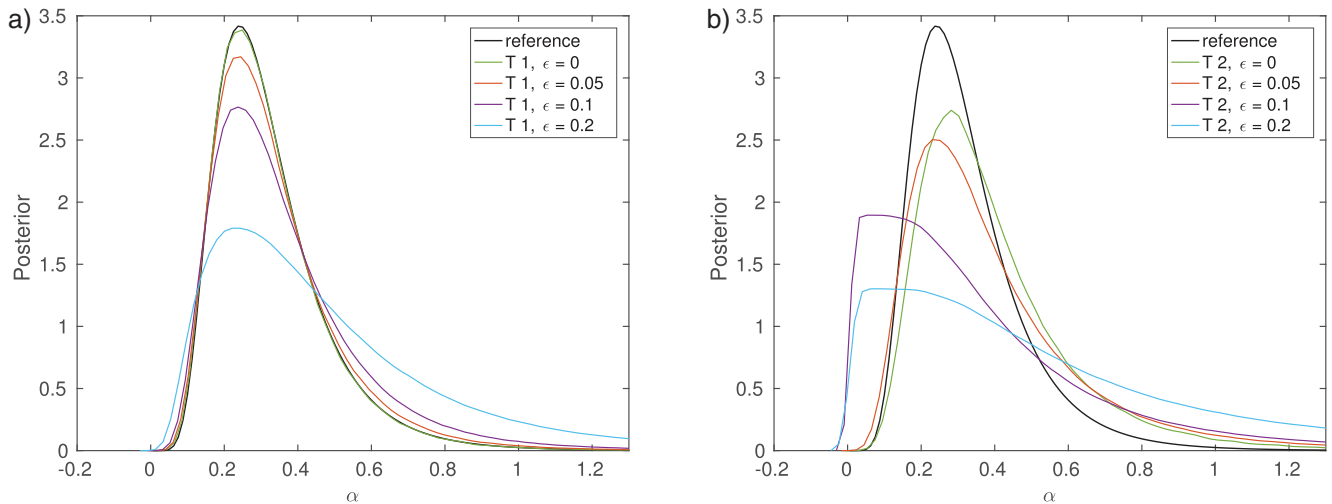 a)
3.5
3
2.5
2
1.5
1
0.5
0
Posterior
-0.2
0
0.2
0.4
0.6
0.8
1
1.2
α
reference
T 1, ϵ = 0
T 1, ϵ = 0.05
T 1, ϵ = 0.1
T 1, ϵ = 0.2
b)
3.5
3
2.5
2
1.5
1
0.5
0
Posterior
-0.2
0
0.2
0.4
0.6
0.8
1
1.2
α
reference
T 2, ϵ = 0
T 2, ϵ = 0.05
T 2, ϵ = 0.1
T 2, ϵ = 0.2